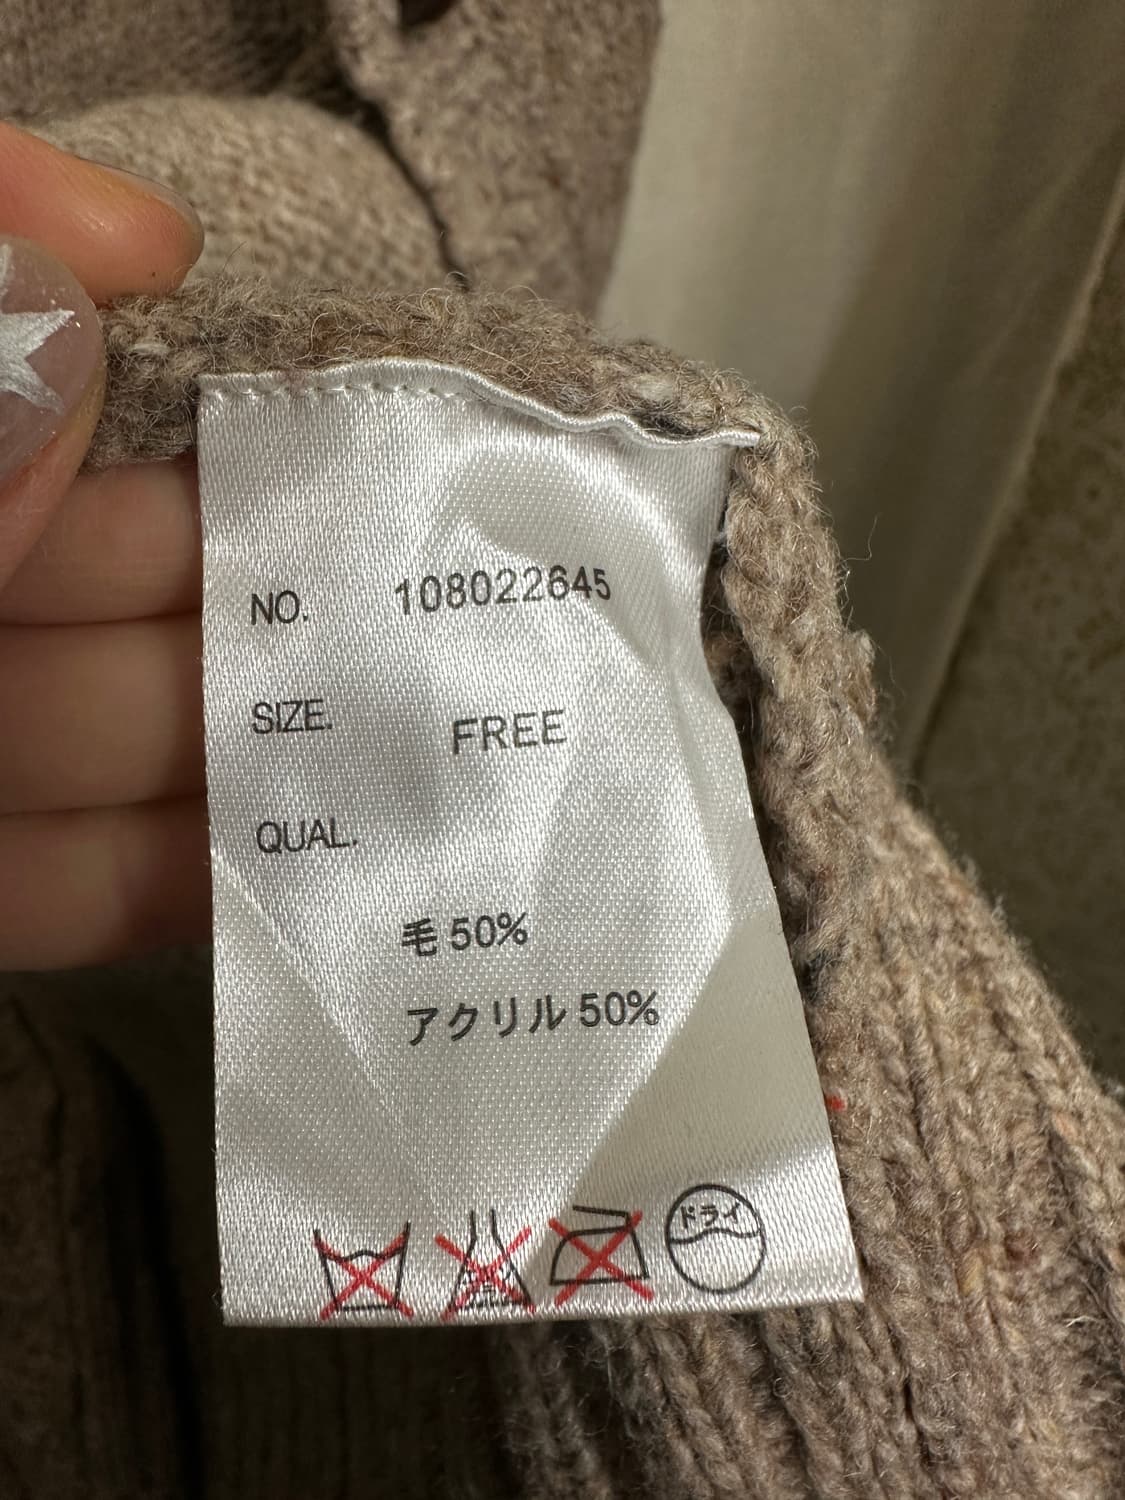 NO. 108022645
SIZE. FREE
QUAL.
毛 50%
アクリル 50%
ドライ